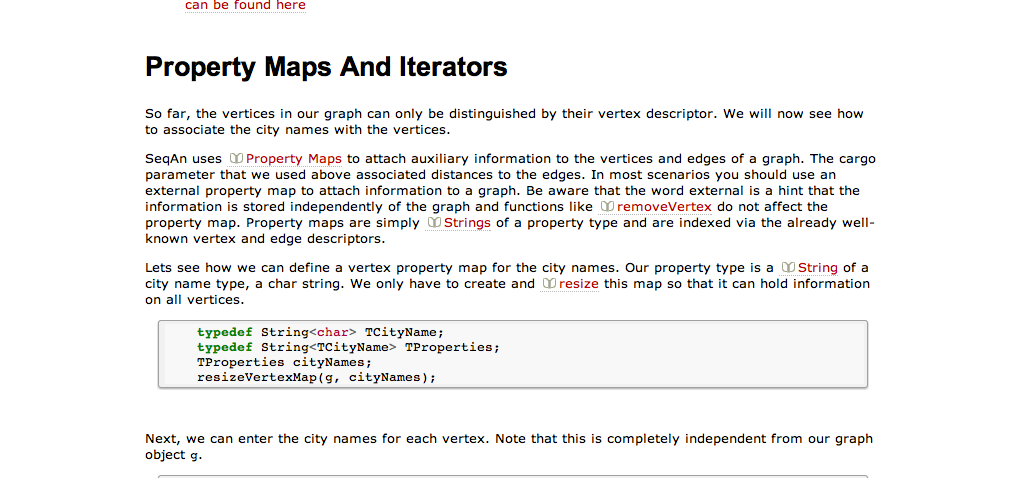 can be found here
Property Maps And Iterators
So far, the vertices in our graph can only be distinguished by their vertex descriptor. We will now see how
to associate the city names with the vertices.
SeqAn uses Property Maps to attach auxiliary information to the vertices and edges of a graph. The cargo
parameter that we used above associated distances to the edges. In most scenarios you should use an
external property map to attach information to a graph. Be aware that the word external is a hint that the
information is stored independently of the graph and functions like removeVertex do not affect the
property map. Property maps are simply Strings of a property type and are indexed via the already well-
known vertex and edge descriptors.
Lets see how we can define a vertex property map for the city names. Our property type is a String of a
city name type, a char string. We only have to create and resize this map so that it can hold information
on all vertices.
typedef String<char> TCityName;
typedef String<TCityName> TProperties;
TProperties cityNames;
resizeVertexMap(g, cityNames);
Next, we can enter the city names for each vertex. Note that this is completely independent from our graph
object g.